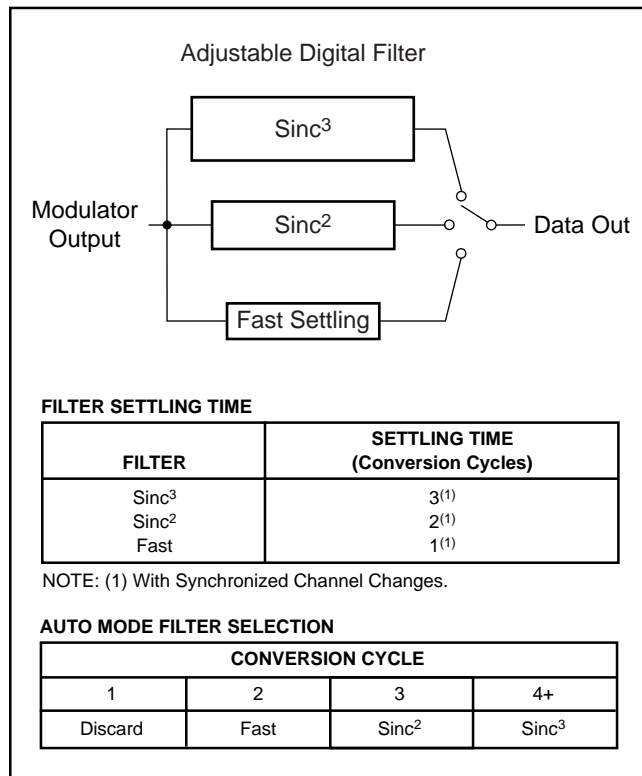 Adjustable Digital Filter
Sinc³
Modulator
Output
Sinc²
Data Out
Fast Settling
FILTER SETTLING TIME
FILTER
SETTLING TIME
(Conversion Cycles)
Sinc³ 3⁽¹⁾
Sinc² 2⁽¹⁾
Fast 1⁽¹⁾
NOTE: (1) With Synchronized Channel Changes.
AUTO MODE FILTER SELECTION
CONVERSION CYCLE
1 2 3 4+
Discard Fast Sinc² Sinc³